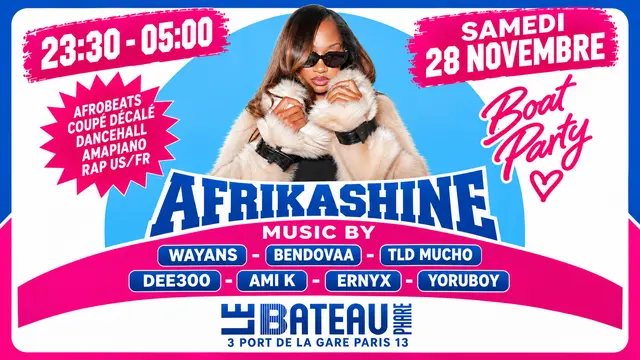 23:30 - 05:00
SAMEDI
28 NOVEMBRE
AFROBEATS
COUPÉ DÉCALÉ
DANCEHALL
AMAPIANO
RAP US/FR
Boat
Party
AFRIKASHINE
MUSIC BY
WAYANS - BENDOVAA - TLD MUCHO
DEE300 - AMI K - ERNYX - YORUBOY
LE BATEAU PHARE
3 PORT DE LA GARE PARIS 13